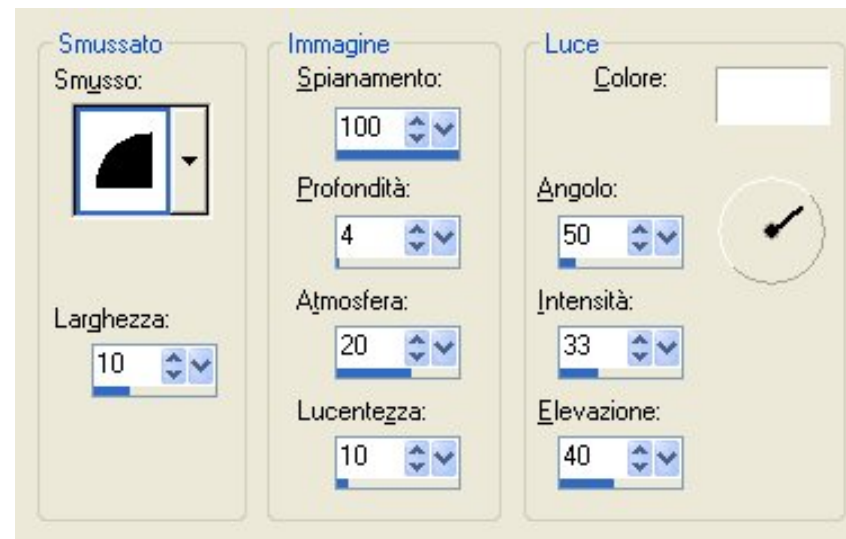 Smussato
Smusso:
Larghezza:
10
Immagine
Spianamento:
100
Profondità:
4
Atmosfera:
20
Lucentezza:
10
Luce
Colore:
Angolo:
50
Intensità:
33
Elevazione:
40